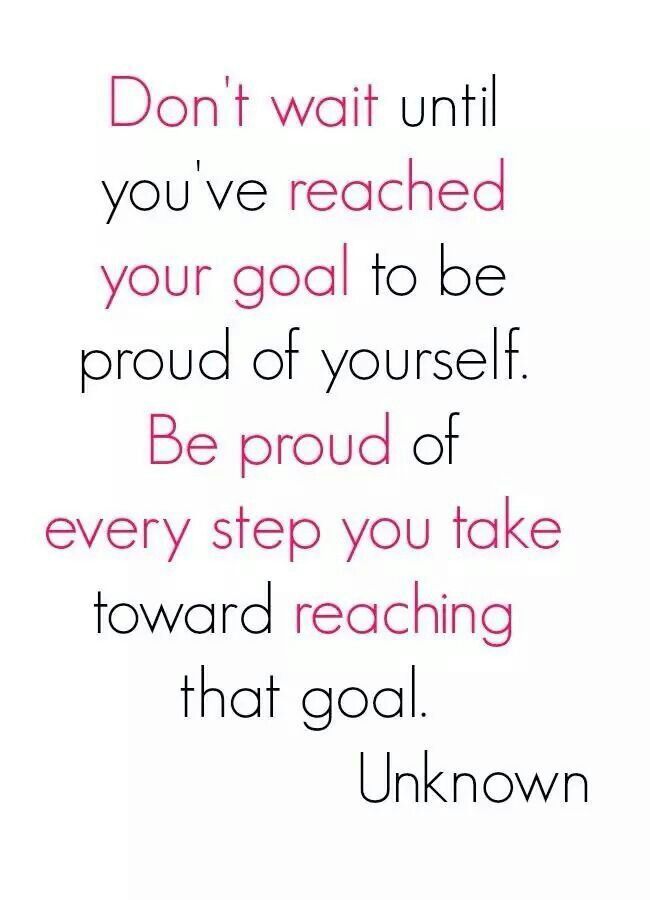 Don't wait until
you've reached
your goal to be
proud of yourself.
Be proud of
every step you take
toward reaching
that goal.
Unknown